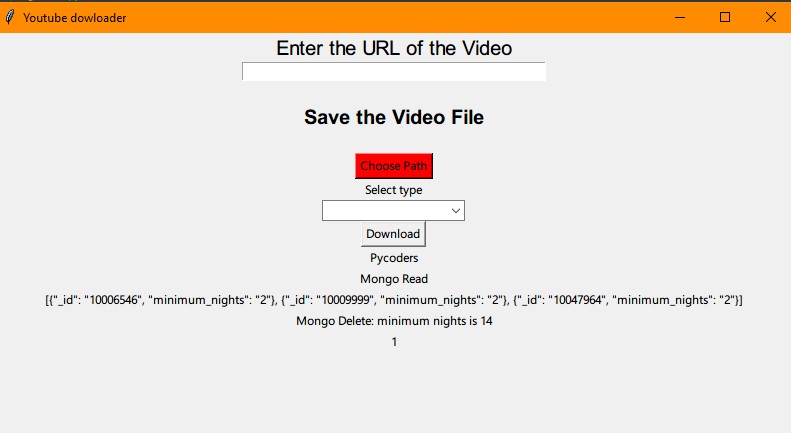 Youtube dowloader
Enter the URL of the Video
Save the Video File
Choose Path
Select type
Download
Pycoders
Mongo Read
[{"_id": "10006546", "minimum_nights": "2"}, {"_id": "10009999", "minimum_nights": "2"}, {"_id": "10047964", "minimum_nights": "2"}]
Mongo Delete: minimum nights is 14
1